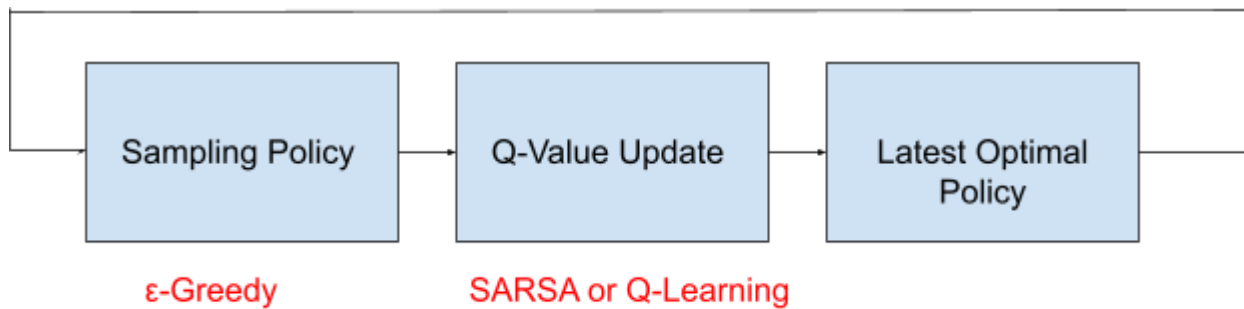 Sampling Policy
Q-Value Update
Latest Optimal
Policy
ε-Greedy
SARSA or Q-Learning